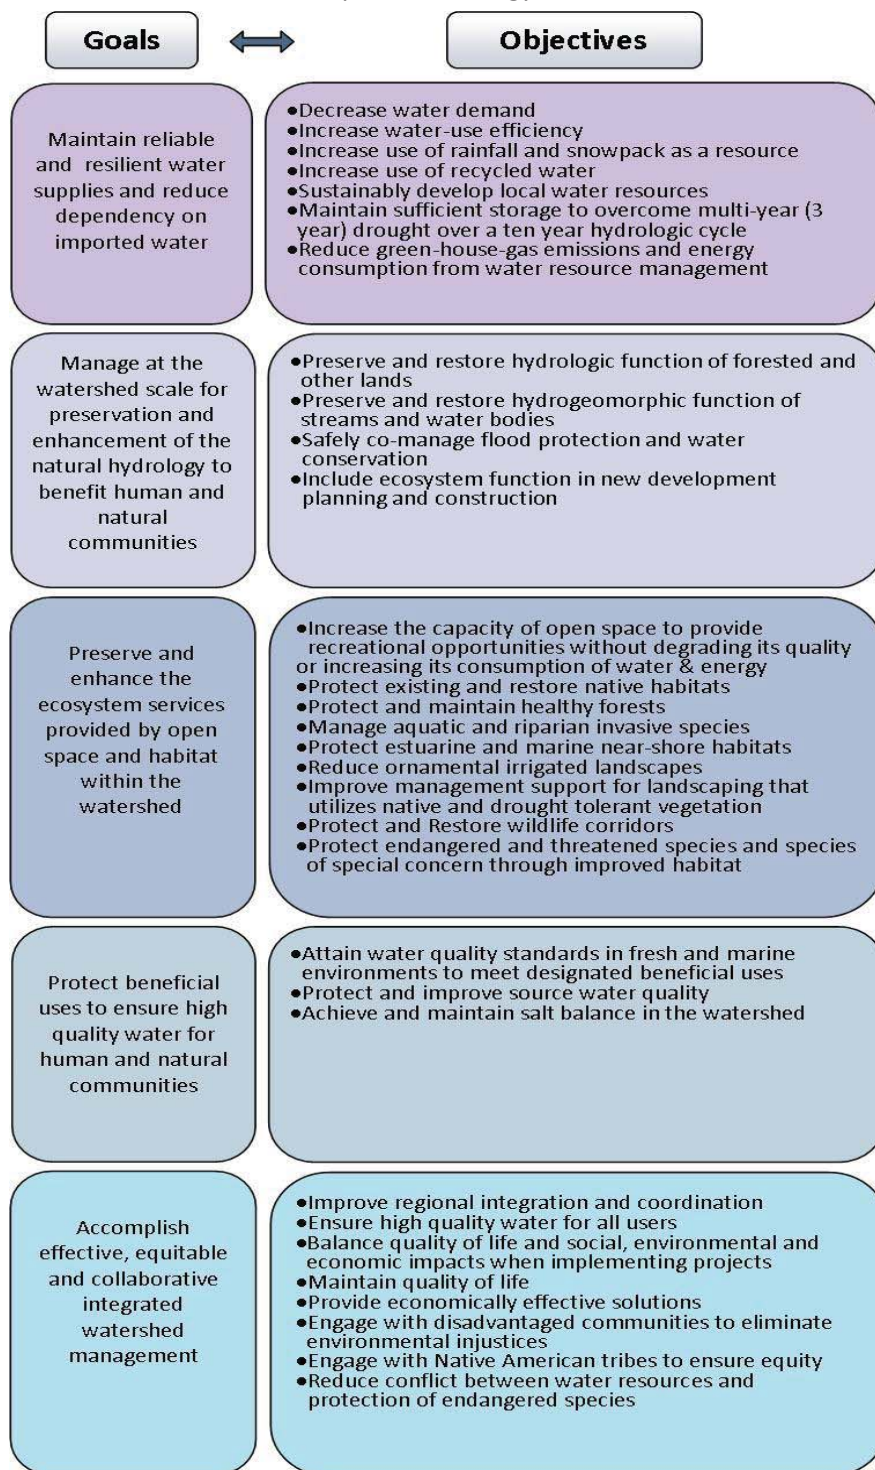 Goals
Objectives
Maintain reliable
and resilient water
supplies and reduce
dependency on
imported water
●Decrease water demand
●Increase water-use efficiency
●Increase use of rainfall and snowpack as a resource
●Increase use of recycled water
●Sustainably develop local water resources
●Maintain sufficient storage to overcome multi-year (3
year) drought over a ten year hydrologic cycle
●Reduce green-house-gas emissions and energy
consumption from water resource management
Manage at the
watershed scale for
preservation and
enhancement of the
natural hydrology to
benefit human and
natural
communities
●Preserve and restore hydrologic function of forested and
other lands
●Preserve and restore hydrogeomorphic function of
streams and water bodies
●Safely co-manage flood protection and water
conservation
●Include ecosystem function in new development
planning and construction
Preserve and
enhance the
ecosystem services
provided by open
space and habitat
within the
watershed
●Increase the capacity of open space to provide
recreational opportunities without degrading its quality
or increasing its consumption of water & energy
●Protect existing and restore native habitats
●Protect and maintain healthy forests
●Manage aquatic and riparian invasive species
●Protect estuarine and marine near-shore habitats
●Reduce ornamental irrigated landscapes
●Improve management support for landscaping that
utilizes native and drought tolerant vegetation
●Protect and Restore wildlife corridors
●Protect endangered and threatened species and species
of special concern through improved habitat
Protect beneficial
uses to ensure high
quality water for
human and natural
communities
●Attain water quality standards in fresh and marine
environments to meet designated beneficial uses
●Protect and improve source water quality
●Achieve and maintain salt balance in the watershed
Accomplish
effective, equitable
and collaborative
integrated
watershed
management
●Improve regional integration and coordination
●Ensure high quality water for all users
●Balance quality of life and social, environmental and
economic impacts when implementing projects
●Maintain quality of life
●Provide economically effective solutions
●Engage with disadvantaged communities to eliminate
environmental injustices
●Engage with Native American tribes to ensure equity
●Reduce conflict between water resources and
protection of endangered species